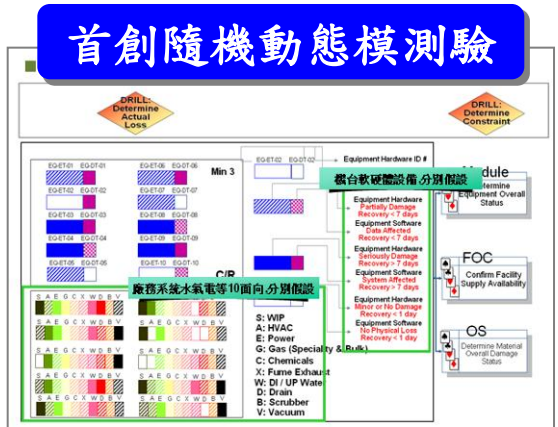 首創隨機動態模測驗
DRILL:
Determine
Actual
Loss
DRILL:
Determine
Constraint
EQ-ET-01 EQ-DT-01
EQ-ET-06 EQ-DT-06
EQ-ET-02 EQ-DT-02
EQ-ET-07 EQ-DT-07
EQ-ET-03 EQ-DT-03
EQ-ET-08 EQ-DT-08
EQ-ET-04 EQ-DT-04
EQ-ET-09 EQ-DT-09
EQ-ET-05 EQ-DT-05
EQ-ET-10 EQ-DT-10
Min 3
C/R
EQ-ET-02 EQ-DT-02
Equipment Hardware ID #
機台軟硬體設備,分別假設
Equipment Hardware
Partially Damage
Recovery < 7 days
Equipment Software
Data Affected
Recovery < 7 days
Equipment Hardware
Seriously Damage
Recovery > 7 days
Equipment Software
System Affected
Recovery > 7 days
Equipment Hardware
Minor or No Damage
Recovery < 1 day
Equipment Software
No Physical Loss
Recovery < 1 day
廠務系統水氣電等10面向,分別假設
S A E G C X W D B V
S A E G C X W D B V
S A E G C X W D B V
S A E G C X W D B V
S A E G C X W D B V
S A E G C X W D B V
S A E G C X W D B V
S A E G C X W D B V
S A E G C X W D B V
S A E G C X W D B V
S: WIP
A: HVAC
E: Power
G: Gas (Speciality & Bulk)
C: Chemicals
X: Fume Exhaust
W: DI / UP Water
D: Drain
B: Scrubber
V: Vacuum
Module
Determine
Equipment Overall
Status
FOC
Confirm Facility
Supply Availability
OS
Determine Material
Overall Damage
Status